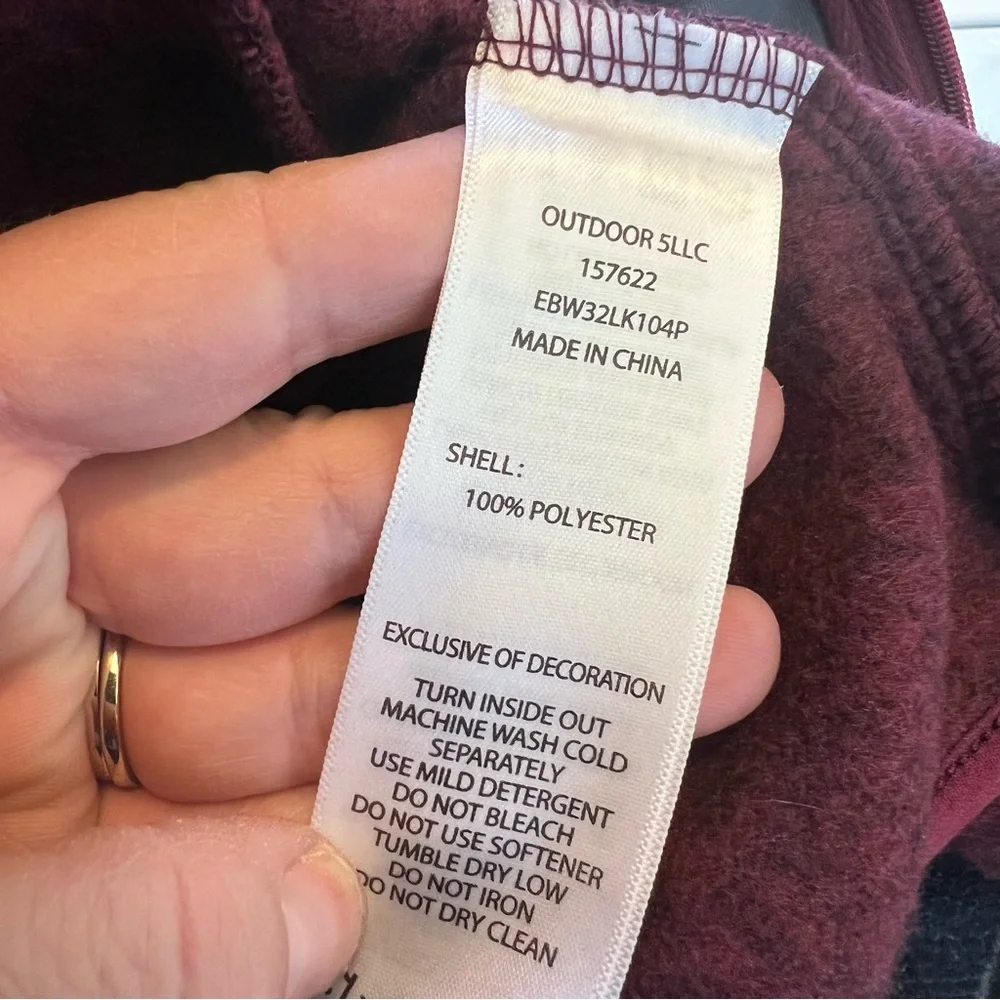 OUTDOOR 5LLC
157622
EBW32LK104P
MADE IN CHINA
SHELL:
100% POLYESTER
EXCLUSIVE OF DECORATION
TURN INSIDE OUT
MACHINE WASH COLD
SEPARATELY
USE MILD DETERGENT
DO NOT BLEACH
DO NOT USE SOFTENER
TUMBLE DRY LOW
DO NOT IRON
DO NOT DRY CLEAN